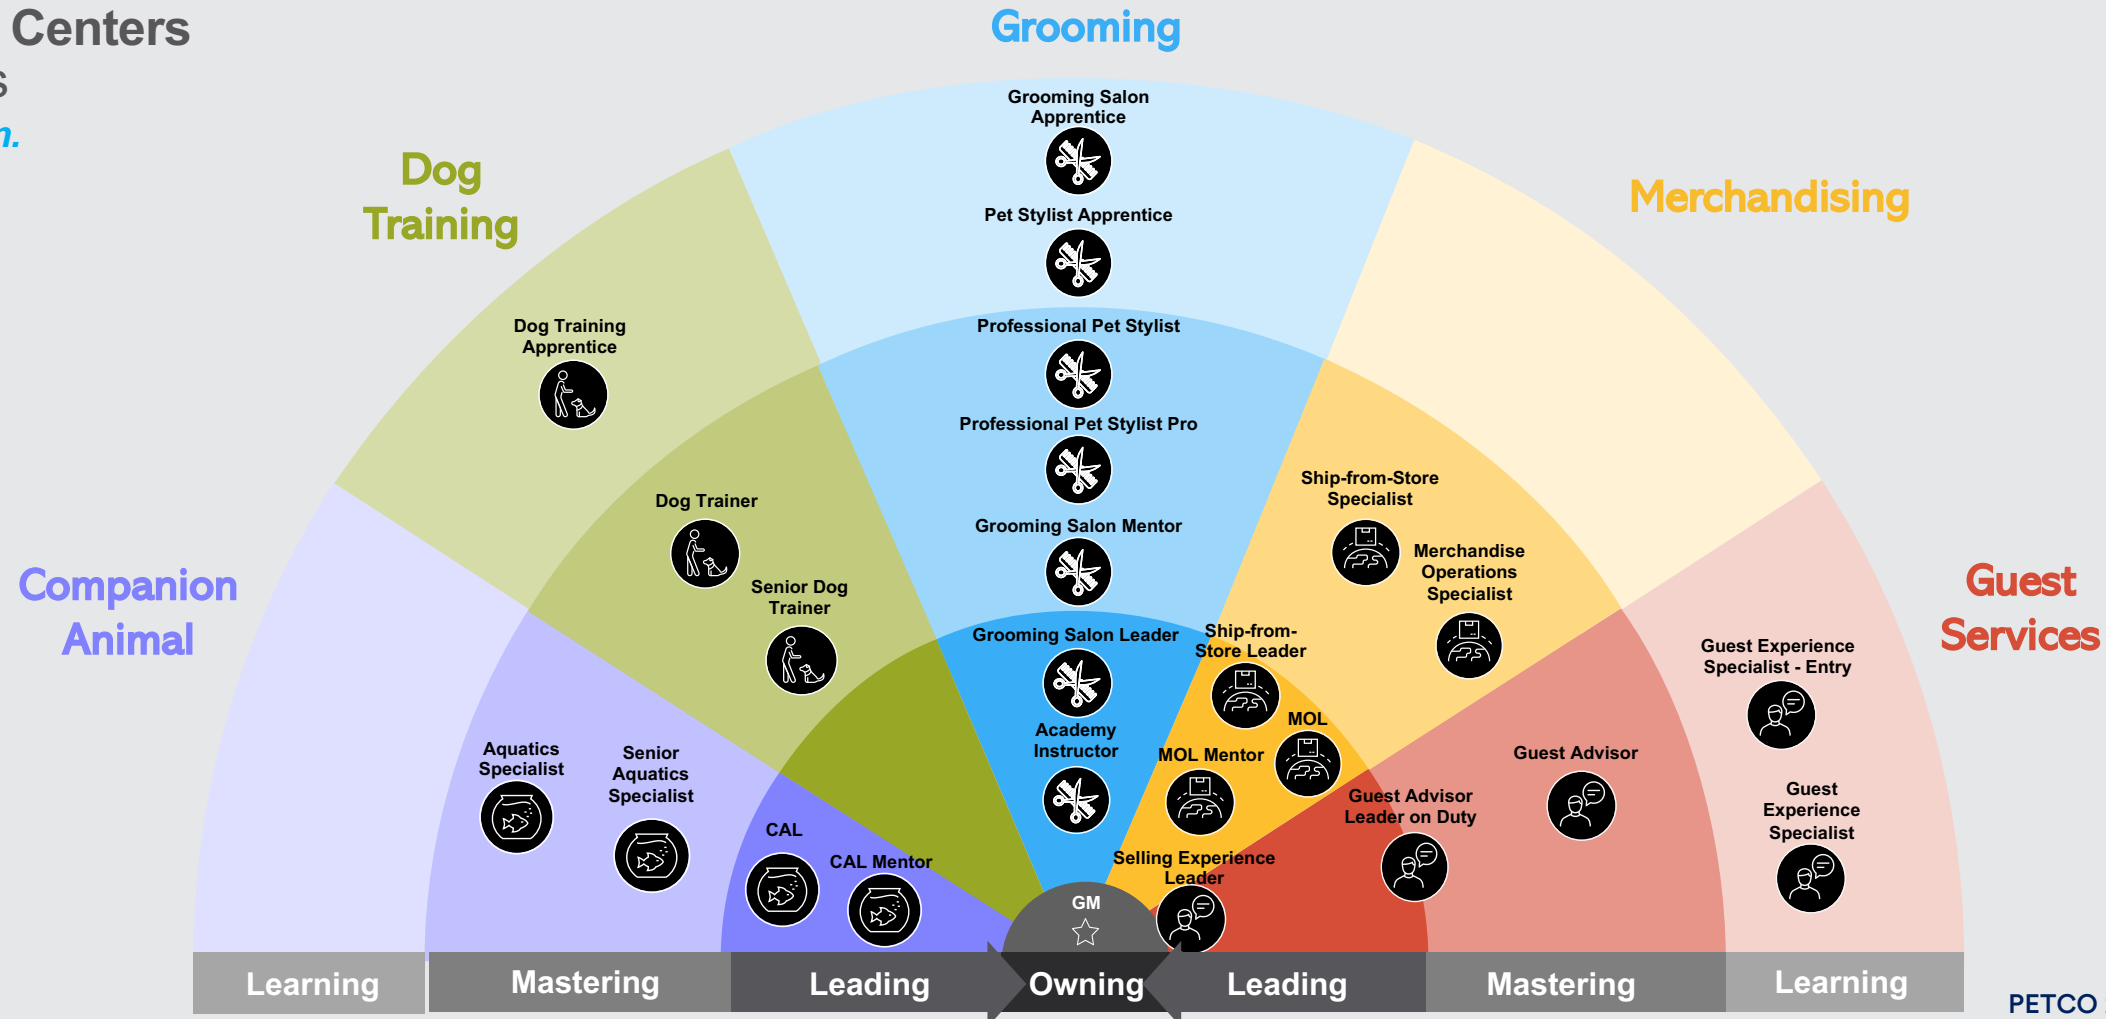 Centers
s
n.
Grooming
Dog
Training
Merchandising
Companion
Animal
Guest
Services
Grooming Salon
Apprentice
Pet Stylist Apprentice
Professional Pet Stylist
Professional Pet Stylist Pro
Grooming Salon Mentor
Grooming Salon Leader
Academy
Instructor
Dog Training
Apprentice
Dog Trainer
Senior Dog
Trainer
Ship-from-Store
Specialist
Merchandise
Operations
Specialist
Ship-from-
Store Leader
MOL
MOL Mentor
Guest Experience
Specialist - Entry
Guest
Experience
Specialist
Guest Advisor
Guest Advisor
Leader on Duty
Selling Experience
Leader
Aquatics
Specialist
Senior
Aquatics
Specialist
CAL
CAL Mentor
GM
Learning
Mastering
Leading
Owning
Leading
Mastering
Learning
PETCO